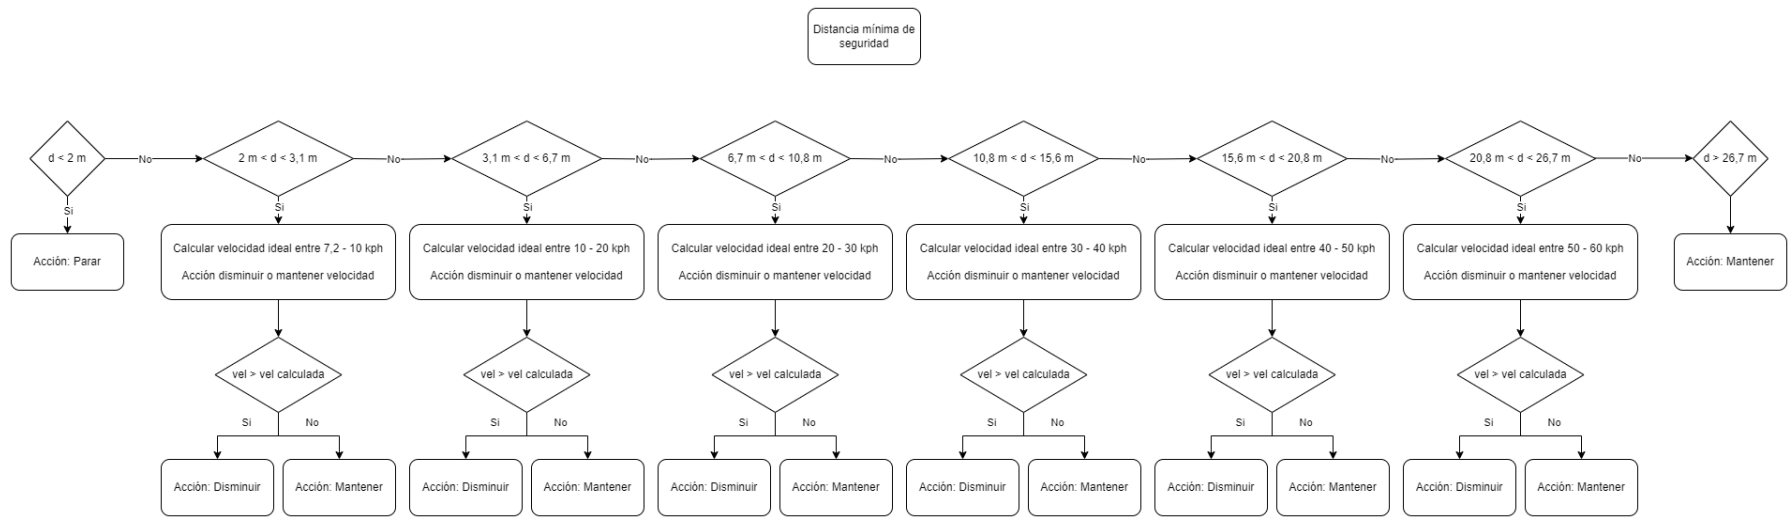 Distancia mínima de
seguridad
d < 2 m
No
2 m < d < 3,1 m
No
3,1 m < d < 6,7 m
No
6,7 m < d < 10,8 m
No
10,8 m < d < 15,6 m
No
15,6 m < d < 20,8 m
No
20,8 m < d < 26,7 m
No
d > 26,7 m
Si
Si
Si
Si
Si
Si
Si
Acción: Parar
Calcular velocidad ideal entre 7,2 - 10 kph
Acción disminuir o mantener velocidad
Calcular velocidad ideal entre 10 - 20 kph
Acción disminuir o mantener velocidad
Calcular velocidad ideal entre 20 - 30 kph
Acción disminuir o mantener velocidad
Calcular velocidad ideal entre 30 - 40 kph
Acción disminuir o mantener velocidad
Calcular velocidad ideal entre 40 - 50 kph
Acción disminuir o mantener velocidad
Calcular velocidad ideal entre 50 - 60 kph
Acción disminuir o mantener velocidad
Acción: Mantener
vel > vel calculada
vel > vel calculada
vel > vel calculada
vel > vel calculada
vel > vel calculada
vel > vel calculada
Si
No
Si
No
Si
No
Si
No
Si
No
Si
No
Acción: Disminuir
Acción: Mantener
Acción: Disminuir
Acción: Mantener
Acción: Disminuir
Acción: Mantener
Acción: Disminuir
Acción: Mantener
Acción: Disminuir
Acción: Mantener
Acción: Disminuir
Acción: Mantener